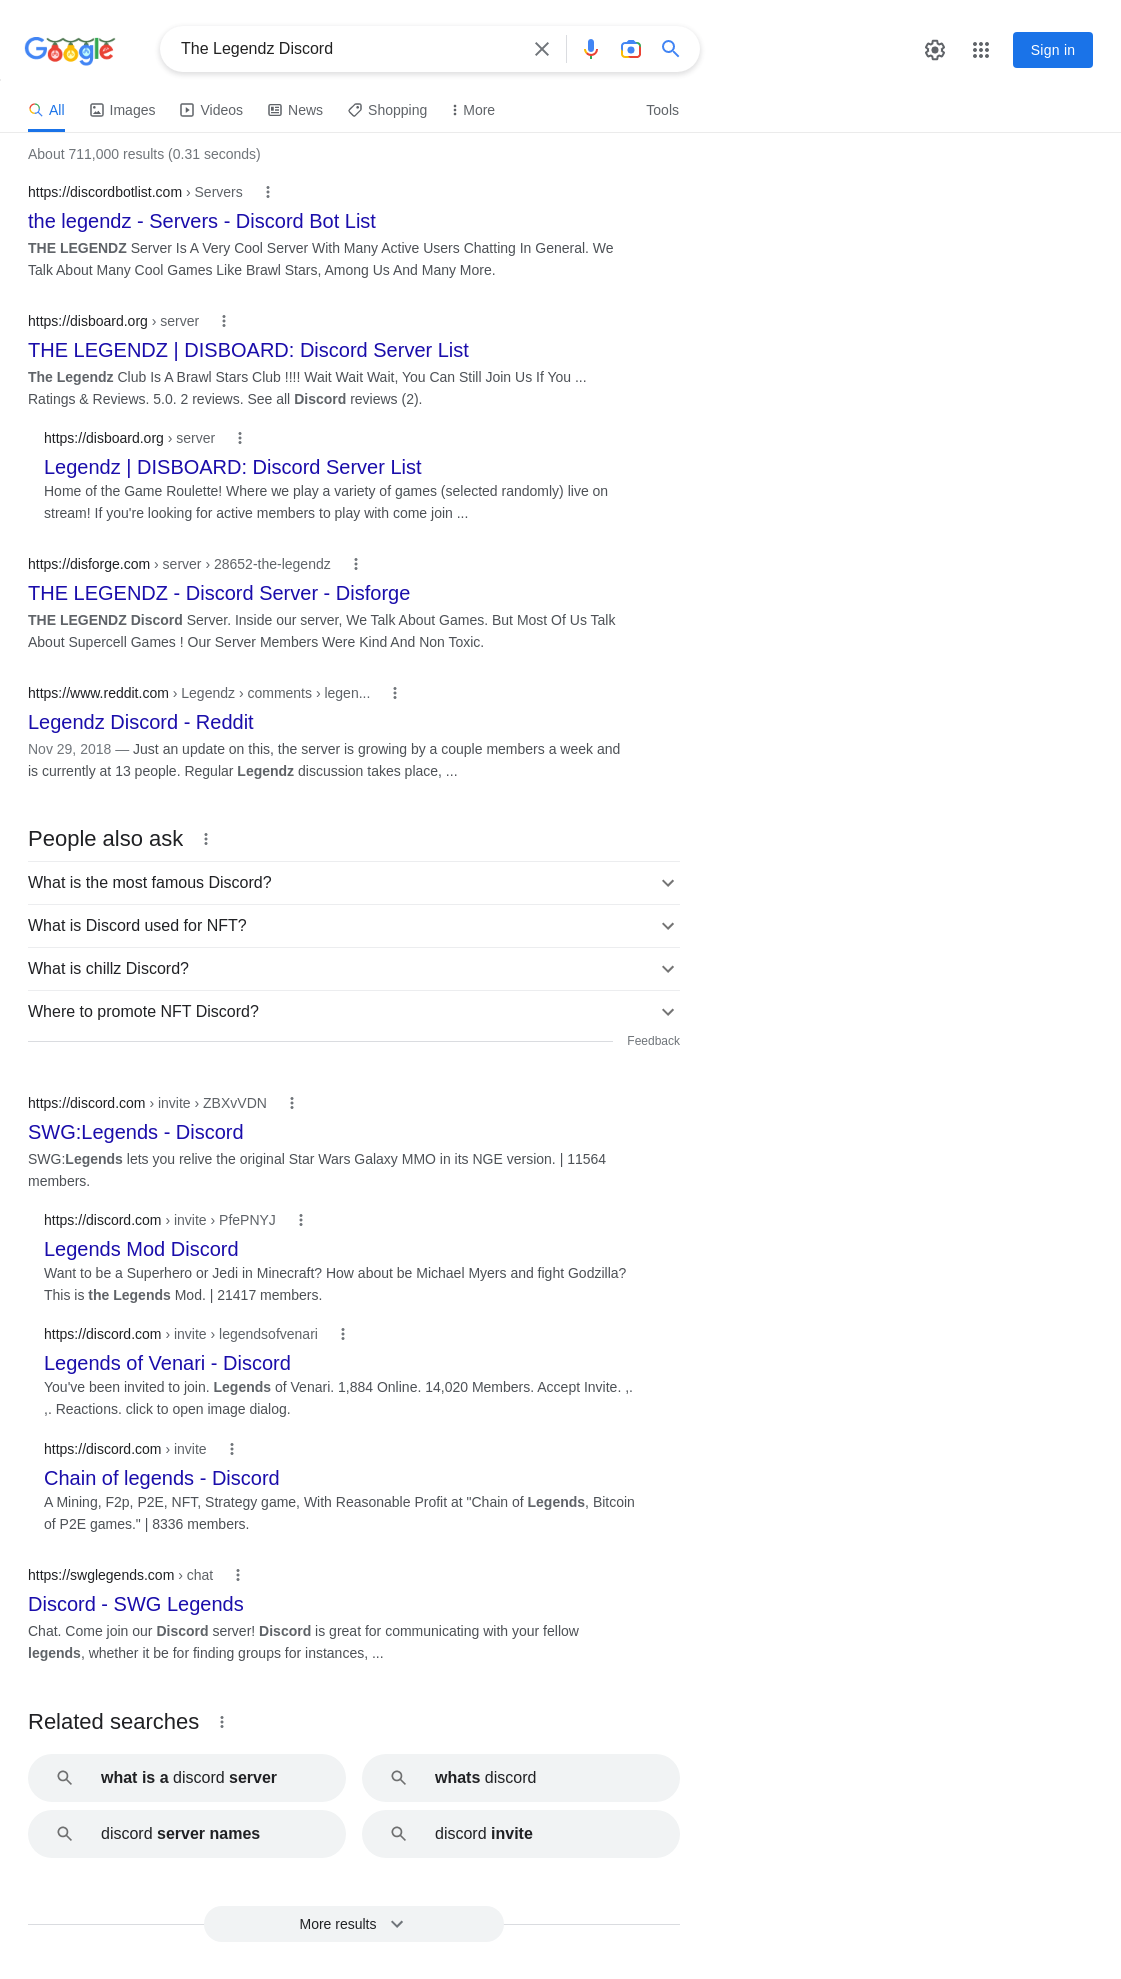 Google
The Legendz Discord
Sign in
All
Images
Videos
News
Shopping
More
Tools
About 711,000 results (0.31 seconds)
https://discordbotlist.com › Servers
the legendz - Servers - Discord Bot List
THE LEGENDZ Server Is A Very Cool Server With Many Active Users Chatting In General. We
Talk About Many Cool Games Like Brawl Stars, Among Us And Many More.
https://disboard.org › server
THE LEGENDZ | DISBOARD: Discord Server List
The Legendz Club Is A Brawl Stars Club !!!! Wait Wait Wait, You Can Still Join Us If You ...
Ratings & Reviews. 5.0. 2 reviews. See all Discord reviews (2).
https://disboard.org › server
Legendz | DISBOARD: Discord Server List
Home of the Game Roulette! Where we play a variety of games (selected randomly) live on
stream! If you're looking for active members to play with come join ...
https://disforge.com › server › 28652-the-legendz
THE LEGENDZ - Discord Server - Disforge
THE LEGENDZ Discord Server. Inside our server, We Talk About Games. But Most Of Us Talk
About Supercell Games ! Our Server Members Were Kind And Non Toxic.
https://www.reddit.com › Legendz › comments › legen...
Legendz Discord - Reddit
Nov 29, 2018 — Just an update on this, the server is growing by a couple members a week and
is currently at 13 people. Regular Legendz discussion takes place, ...
People also ask
What is the most famous Discord?
What is Discord used for NFT?
What is chillz Discord?
Where to promote NFT Discord?
Feedback
https://discord.com › invite › ZBXvVDN
SWG:Legends - Discord
SWG:Legends lets you relive the original Star Wars Galaxy MMO in its NGE version. | 11564
members.
https://discord.com › invite › PfePNYJ
Legends Mod Discord
Want to be a Superhero or Jedi in Minecraft? How about be Michael Myers and fight Godzilla?
This is the Legends Mod. | 21417 members.
https://discord.com › invite › legendsofvenari
Legends of Venari - Discord
You've been invited to join. Legends of Venari. 1,884 Online. 14,020 Members. Accept Invite. ,.
,. Reactions. click to open image dialog.
https://discord.com › invite
Chain of legends - Discord
A Mining, F2p, P2E, NFT, Strategy game, With Reasonable Profit at "Chain of Legends, Bitcoin
of P2E games." | 8336 members.
https://swglegends.com › chat
Discord - SWG Legends
Chat. Come join our Discord server! Discord is great for communicating with your fellow
legends, whether it be for finding groups for instances, ...
Related searches
what is a discord server
whats discord
discord server names
discord invite
More results